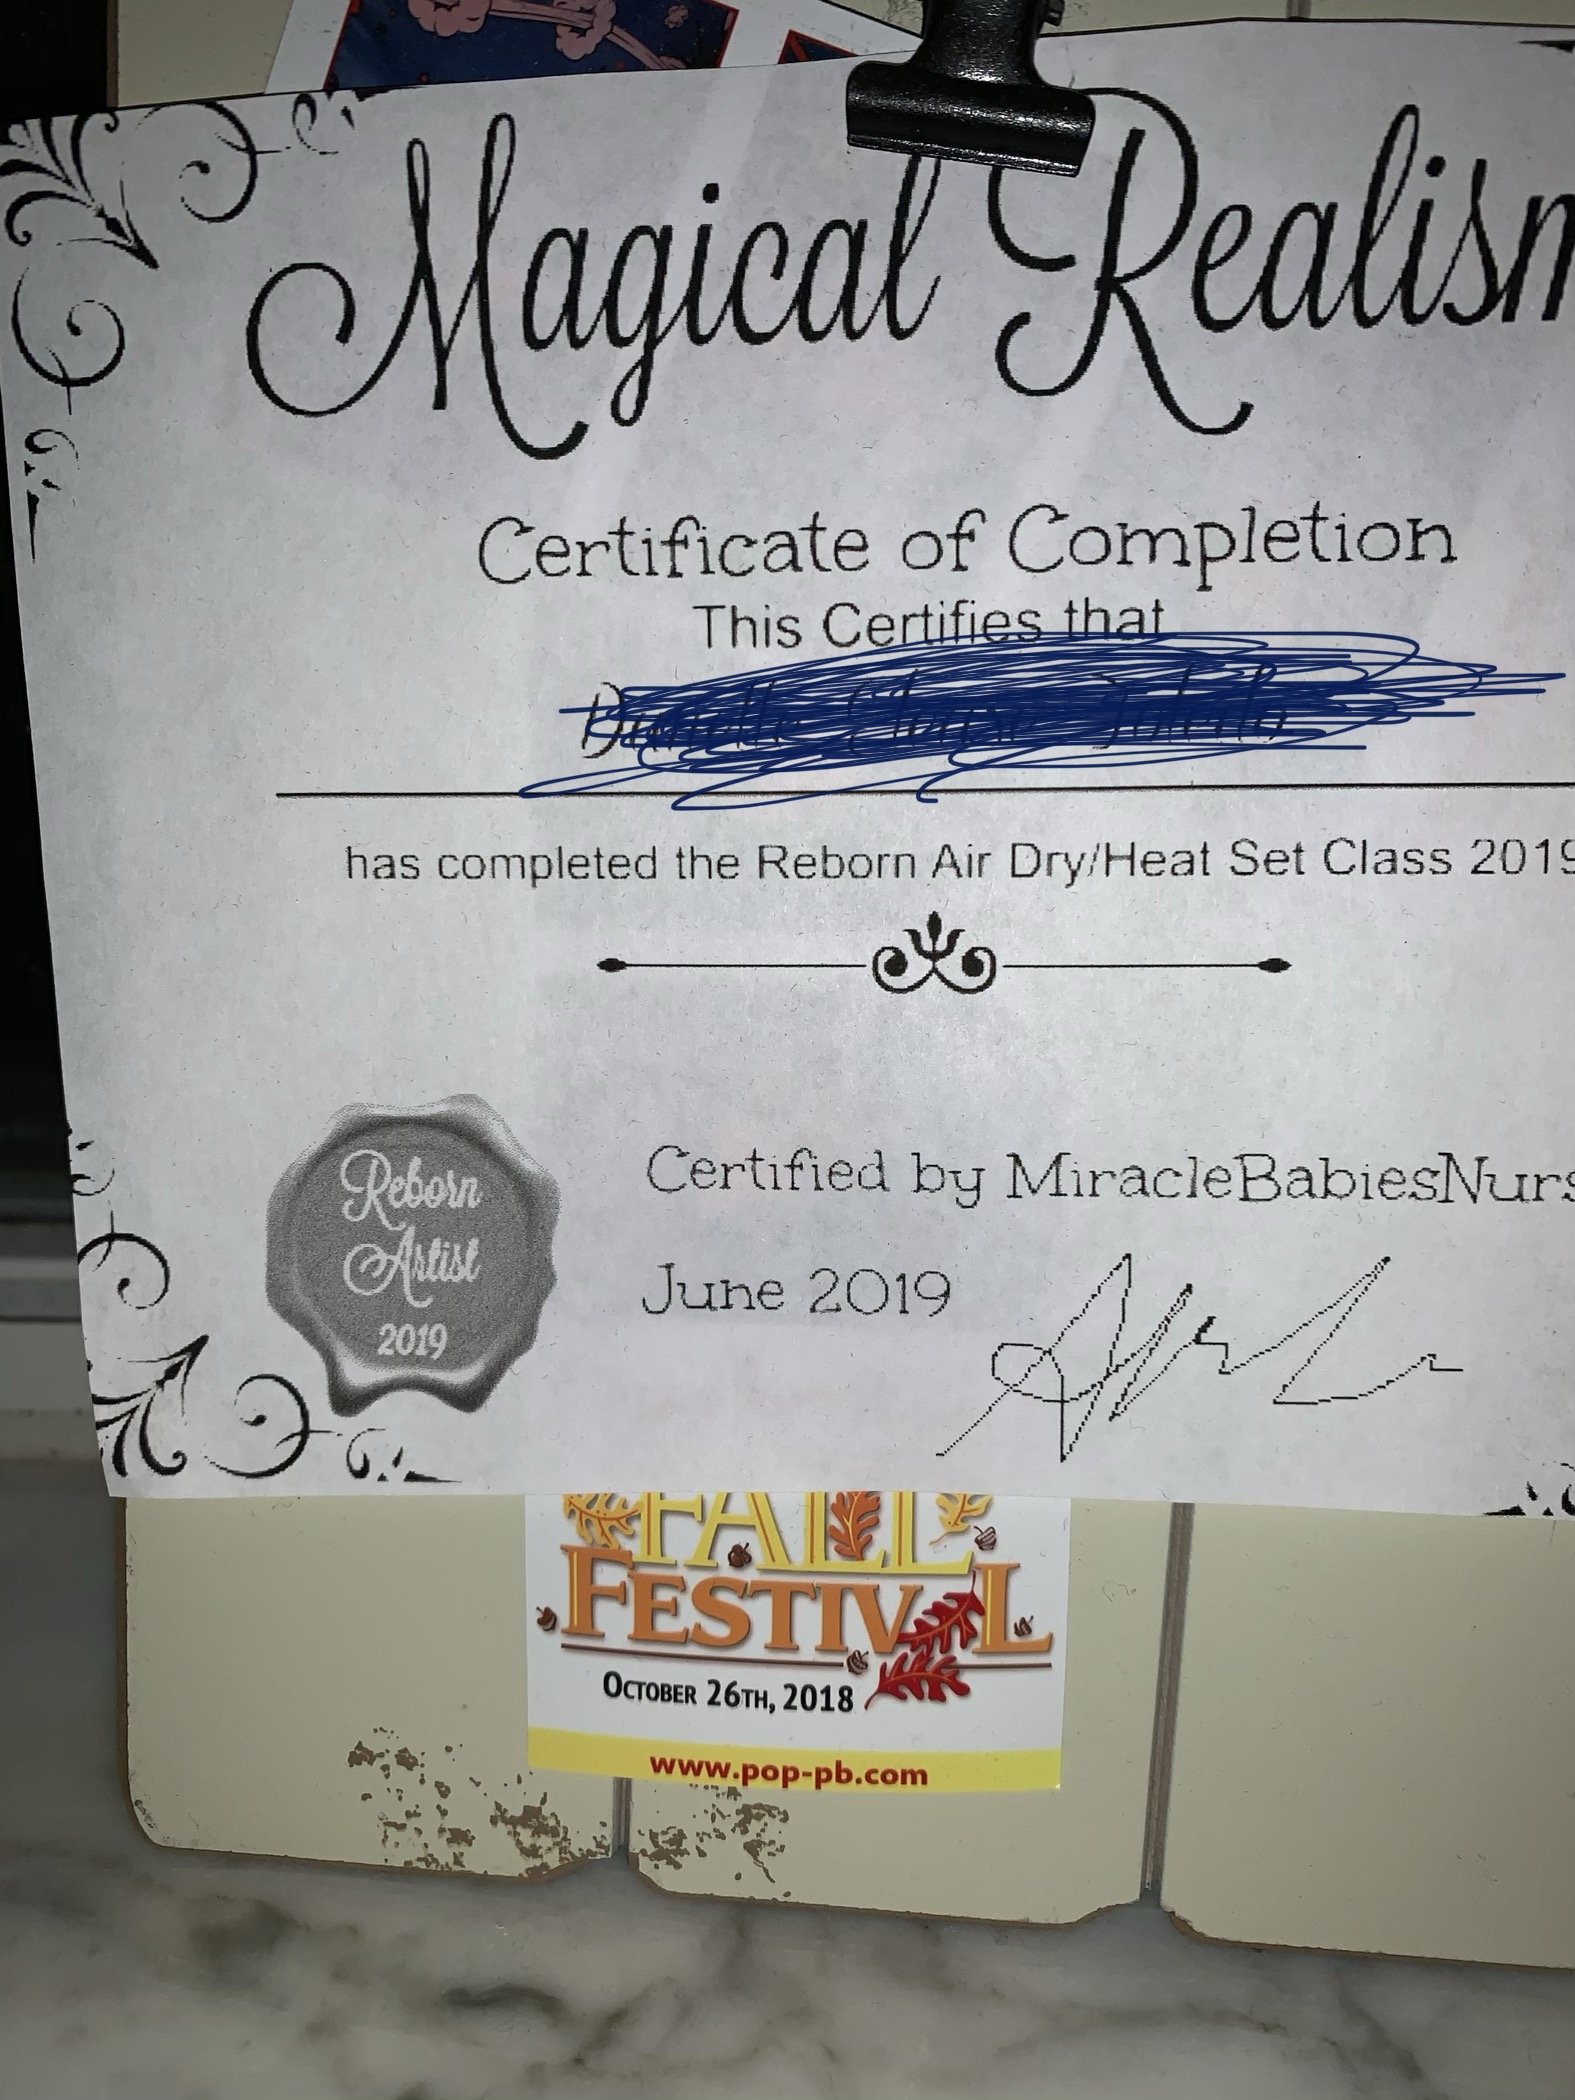 Magical Realism
Certificate of Completion
This Certifies that
has completed the Reborn Air Dry/Heat Set Class 2019
Reborn
Artist
2019
Certified by MiracleBabiesNurs
June 2019
FALL
FESTIVAL
OCTOBER 26TH, 2018
www.pop-pb.com